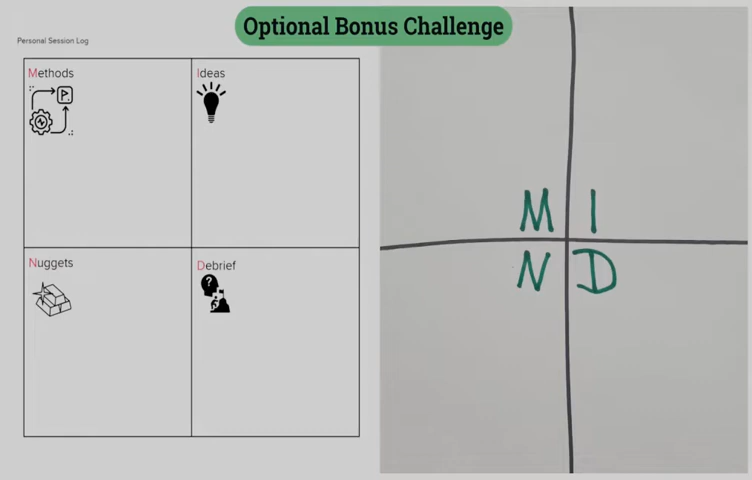 Optional Bonus Challenge
Personal Session Log
Methods
Ideas
Nuggets
Debrief
M I
N D